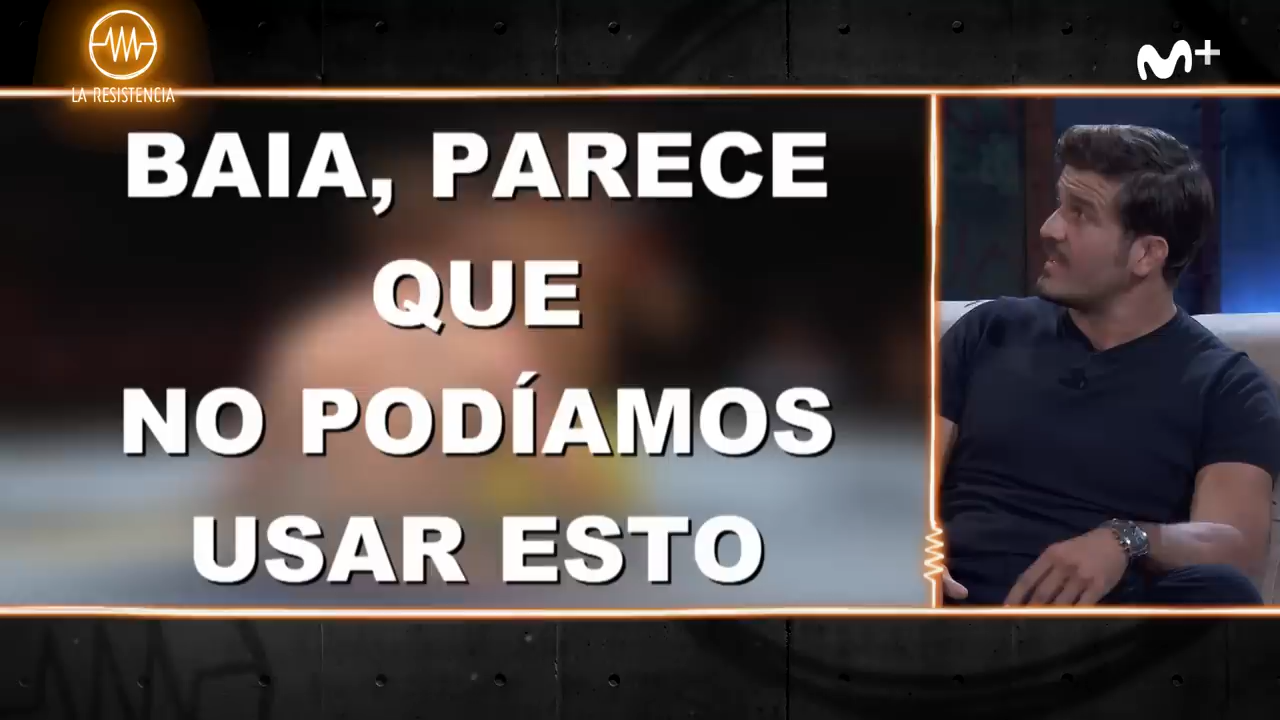 LA RESISTENCIA
M+
BAIA, PARECE
QUE
NO PODÍAMOS
USAR ESTO